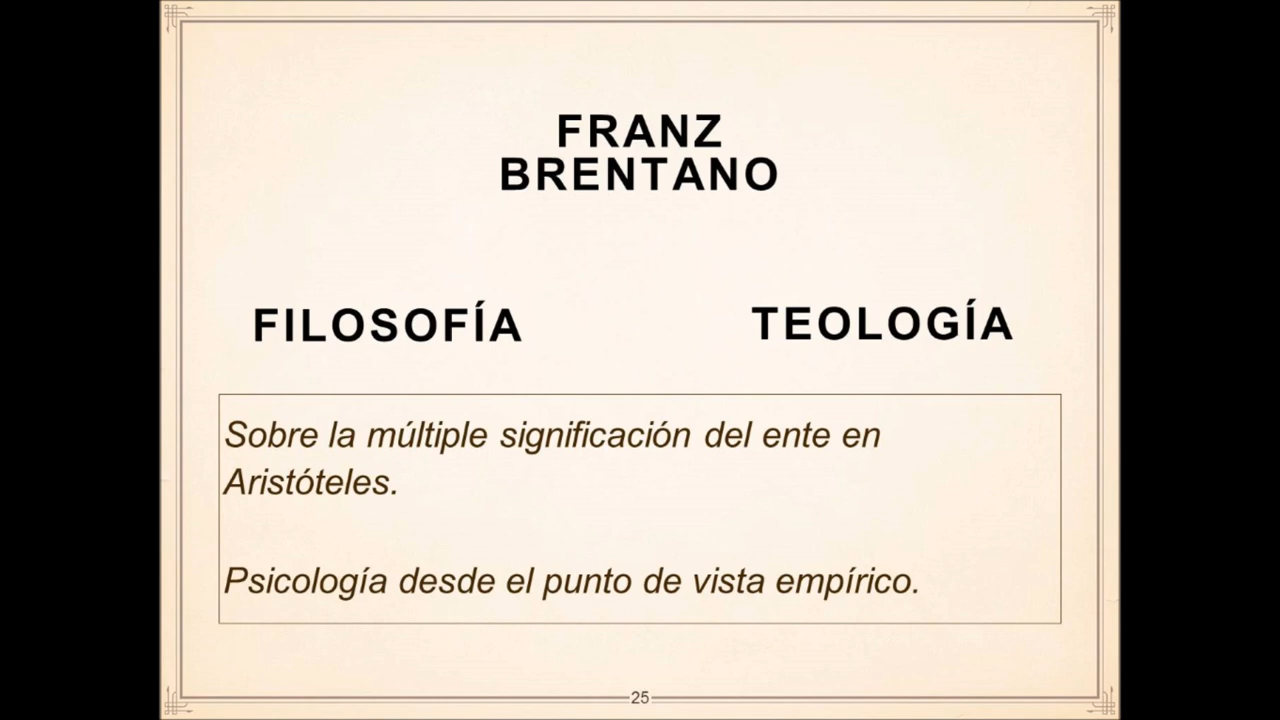 FRANZ
BRENTANO
FILOSOFÍA
TEOLOGÍA
Sobre la múltiple significación del ente en
Aristóteles.
Psicología desde el punto de vista empírico.
25